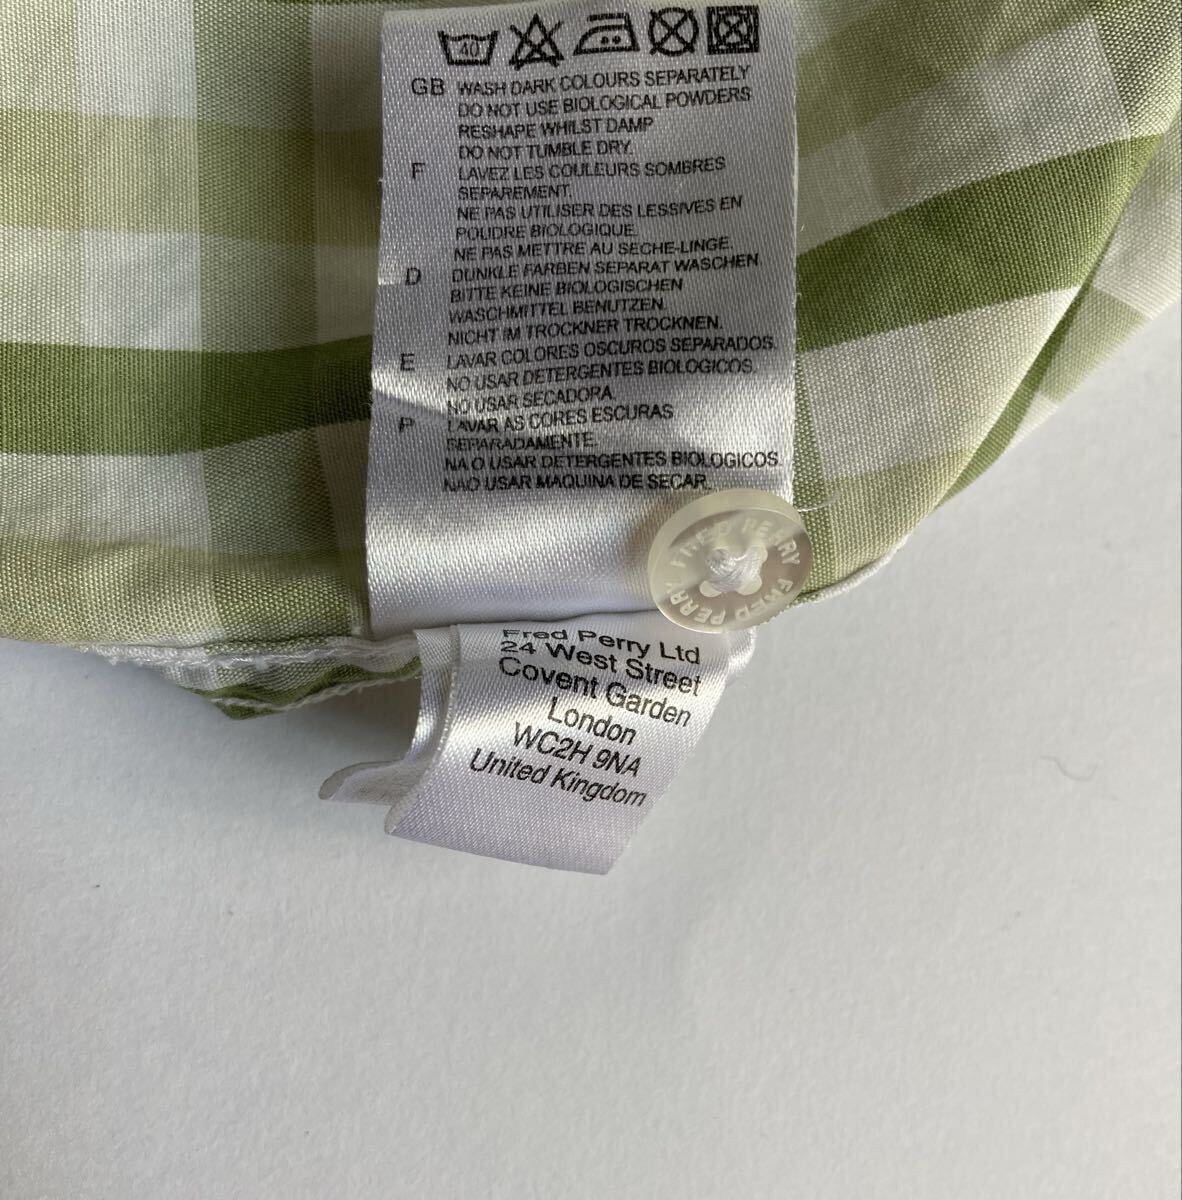 40
GB WASH DARK COLOURS SEPARATELY
DO NOT USE BIOLOGICAL POWDERS
RESHAPE WHILST DAMP
DO NOT TUMBLE DRY.
F LAVEZ LES COULEURS SOMBRES
SEPAREMENT.
NE PAS UTILISER DES LESSIVES EN
POUDRE BIOLOGIQUE.
NE PAS METTRE AU SECHE-LINGE.
D DUNKLE FARBEN SEPARAT WASCHEN
BITTE KEINE BIOLOGISCHEN
WASCHMITTEL BENUTZEN.
NICHT IM TROCKNER TROCKNEN.
E LAVAR COLORES OSCUROS SEPARADOS.
NO USAR DETERGENTES BIOLOGICOS.
NO USAR SECADORA.
P LAVAR AS CORES ESCURAS
SEPARADAMENTE.
NA O USAR DETERGENTES BIOLOGICOS
NAO USAR MAQUINA DE SECAR.
FRED PERRY FRED PERRY
Fred Perry Ltd
24 West Street
Covent Garden
London
WC2H 9NA
United Kingdom